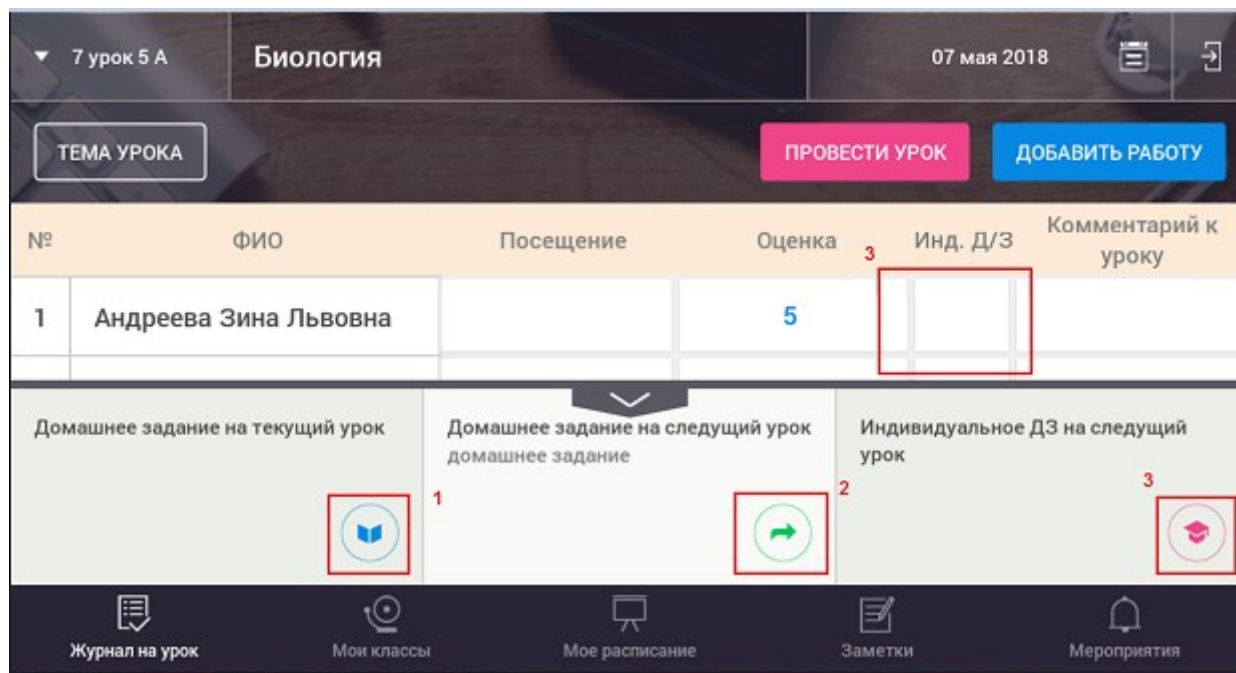 7 урок 5 А
Биология
07 мая 2018
ТЕМА УРОКА
ПРОВЕСТИ УРОК
ДОБАВИТЬ РАБОТУ
№
ФИО
Посещение
Оценка
3
Инд. Д/З
Комментарий к
уроку
1
Андреева Зина Львовна
5
Домашнее задание на текущий урок
1
Домашнее задание на следущий урок
домашнее задание
2
Индивидуальное ДЗ на следущий
урок
3
Журнал на урок
Мои классы
Мое расписание
Заметки
Мероприятия